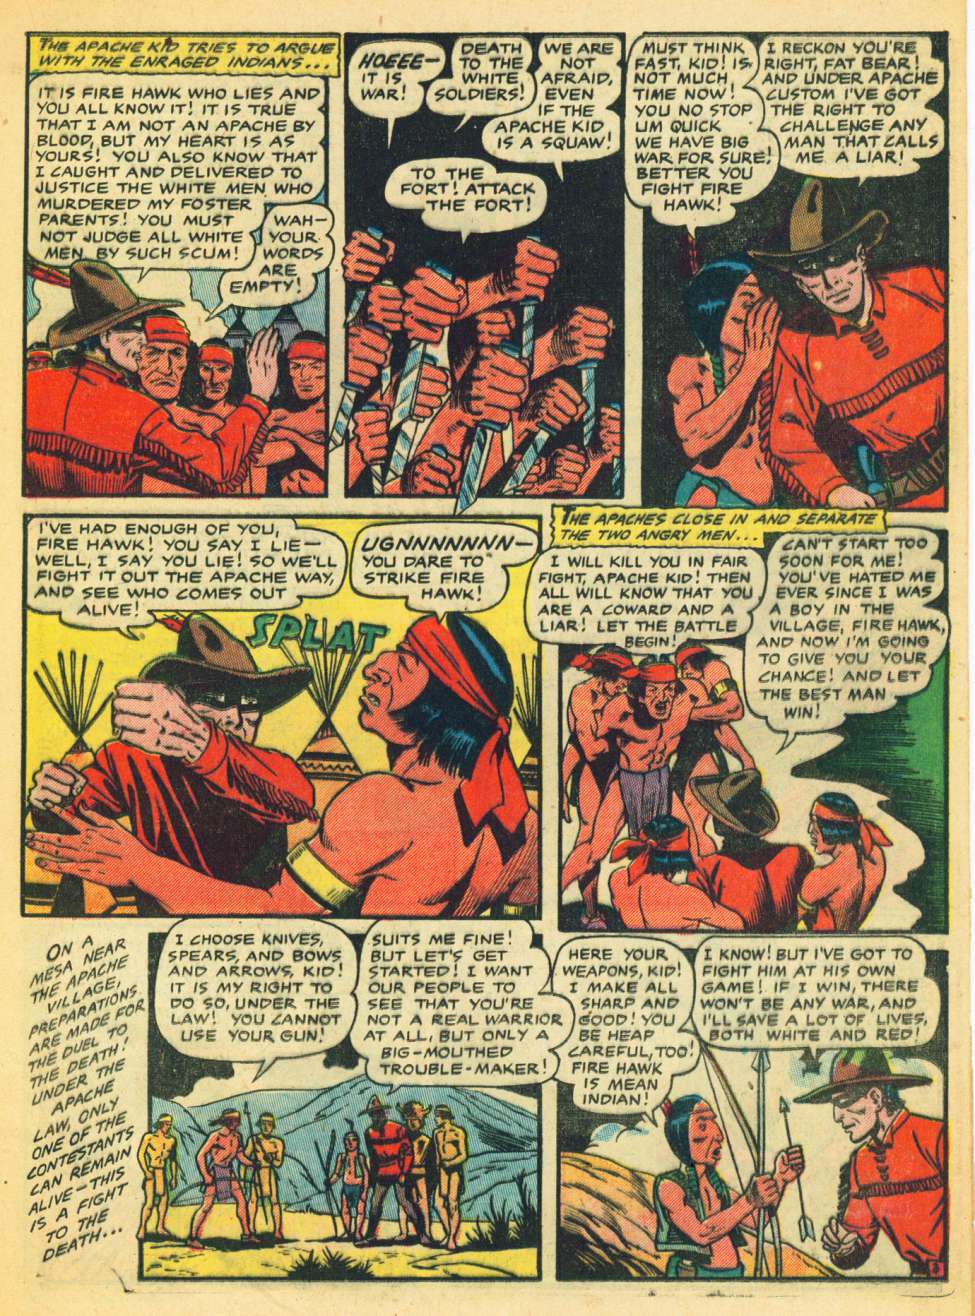 THE APACHE KID TRIES TO ARGUE
WITH THE ENRAGED INDIANS...
IT IS FIRE HAWK WHO LIES AND
YOU ALL KNOW IT! IT IS TRUE
THAT I AM NOT AN APACHE BY
BLOOD, BUT MY HEART IS AS
YOURS! YOU ALSO KNOW THAT
I CAUGHT AND DELIVERED TO
JUSTICE THE WHITE MEN WHO
MURDERED MY FOSTER
PARENTS! YOU MUST
NOT JUDGE ALL WHITE
MEN BY SUCH SCUM!
WAH-
YOUR
WORDS
ARE
EMPTY!
HOEEE-
IT IS
WAR!
DEATH
TO THE
WHITE
SOLDIERS!
WE ARE
NOT
AFRAID,
EVEN
IF THE
APACHE KID
IS A SQUAW!
TO THE
FORT! ATTACK
THE FORT!
MUST THINK
FAST, KID! IS
NOT MUCH
TIME NOW!
YOU NO STOP
UM QUICK
WE HAVE BIG
WAR FOR SURE!
BETTER YOU
FIGHT FIRE
HAWK!
I RECKON YOU'RE
RIGHT, FAT BEAR!
AND UNDER APACHE
CUSTOM I'VE GOT
THE RIGHT TO
CHALLENGE ANY
MAN THAT CALLS
ME A LIAR!
I'VE HAD ENOUGH OF YOU,
FIRE HAWK! YOU SAY I LIE—
WELL, I SAY YOU LIE! SO WE'LL
FIGHT IT OUT THE APACHE WAY,
AND SEE WHO COMES OUT
ALIVE!
SPLAT
UGNNNNNNN—
YOU DARE TO
STRIKE FIRE
HAWK!
THE APACHES CLOSE IN AND SEPARATE
THE TWO ANGRY MEN...
I WILL KILL YOU IN FAIR
FIGHT, APACHE KID! THEN
ALL WILL KNOW THAT YOU
ARE A COWARD AND A
LIAR! LET THE BATTLE
BEGIN!
CAN'T START TOO
SOON FOR ME!
YOU'VE HATED ME
EVER SINCE I WAS
A BOY IN THE
VILLAGE, FIRE HAWK,
AND NOW I'M GOING
TO GIVE YOU YOUR
CHANCE! AND LET
THE BEST MAN
WIN!
ON A
MESA NEAR
THE APACHE
VILLAGE,
PREPARATIONS
ARE MADE FOR
THE DUEL TO
THE DEATH!
UNDER THE
APACHE
LAW, ONLY
ONE OF THE
CONTESTANTS
CAN REMAIN
ALIVE—THIS
IS A FIGHT
TO THE
DEATH...
I CHOOSE KNIVES,
SPEARS, AND BOWS
AND ARROWS, KID!
IT IS MY RIGHT TO
DO SO, UNDER THE
LAW! YOU CANNOT
USE YOUR GUN!
SUITS ME FINE!
BUT LET'S GET
STARTED! I WANT
OUR PEOPLE TO
SEE THAT YOU'RE
NOT A REAL WARRIOR
AT ALL, BUT ONLY A
BIG-MOUTHED
TROUBLE-MAKER!
HERE YOUR
WEAPONS, KID!
I MAKE ALL
SHARP AND
GOOD! YOU
BE HEAP
CAREFUL, TOO!
FIRE HAWK
IS MEAN
INDIAN!
I KNOW! BUT I'VE GOT TO
FIGHT HIM AT HIS OWN
GAME! IF I WIN, THERE
WON'T BE ANY WAR, AND
I'LL SAVE A LOT OF LIVES,
BOTH WHITE AND RED!